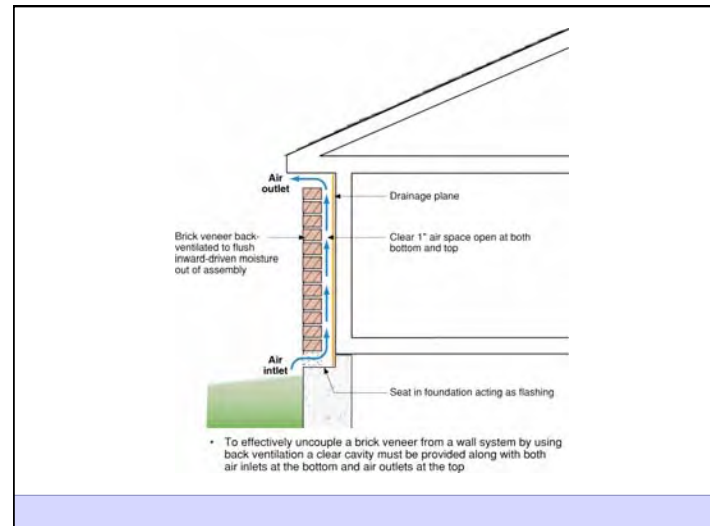 Air
outlet
Drainage plane
Brick veneer back-
ventilated to flush
inward-driven moisture
out of assembly
Clear 1" air space open at both
bottom and top
Air
intlet
Seat in foundation acting as flashing
• To effectively uncouple a brick veneer from a wall system by using
back ventilation a clear cavity must be provided along with both
air inlets at the bottom and air outlets at the top